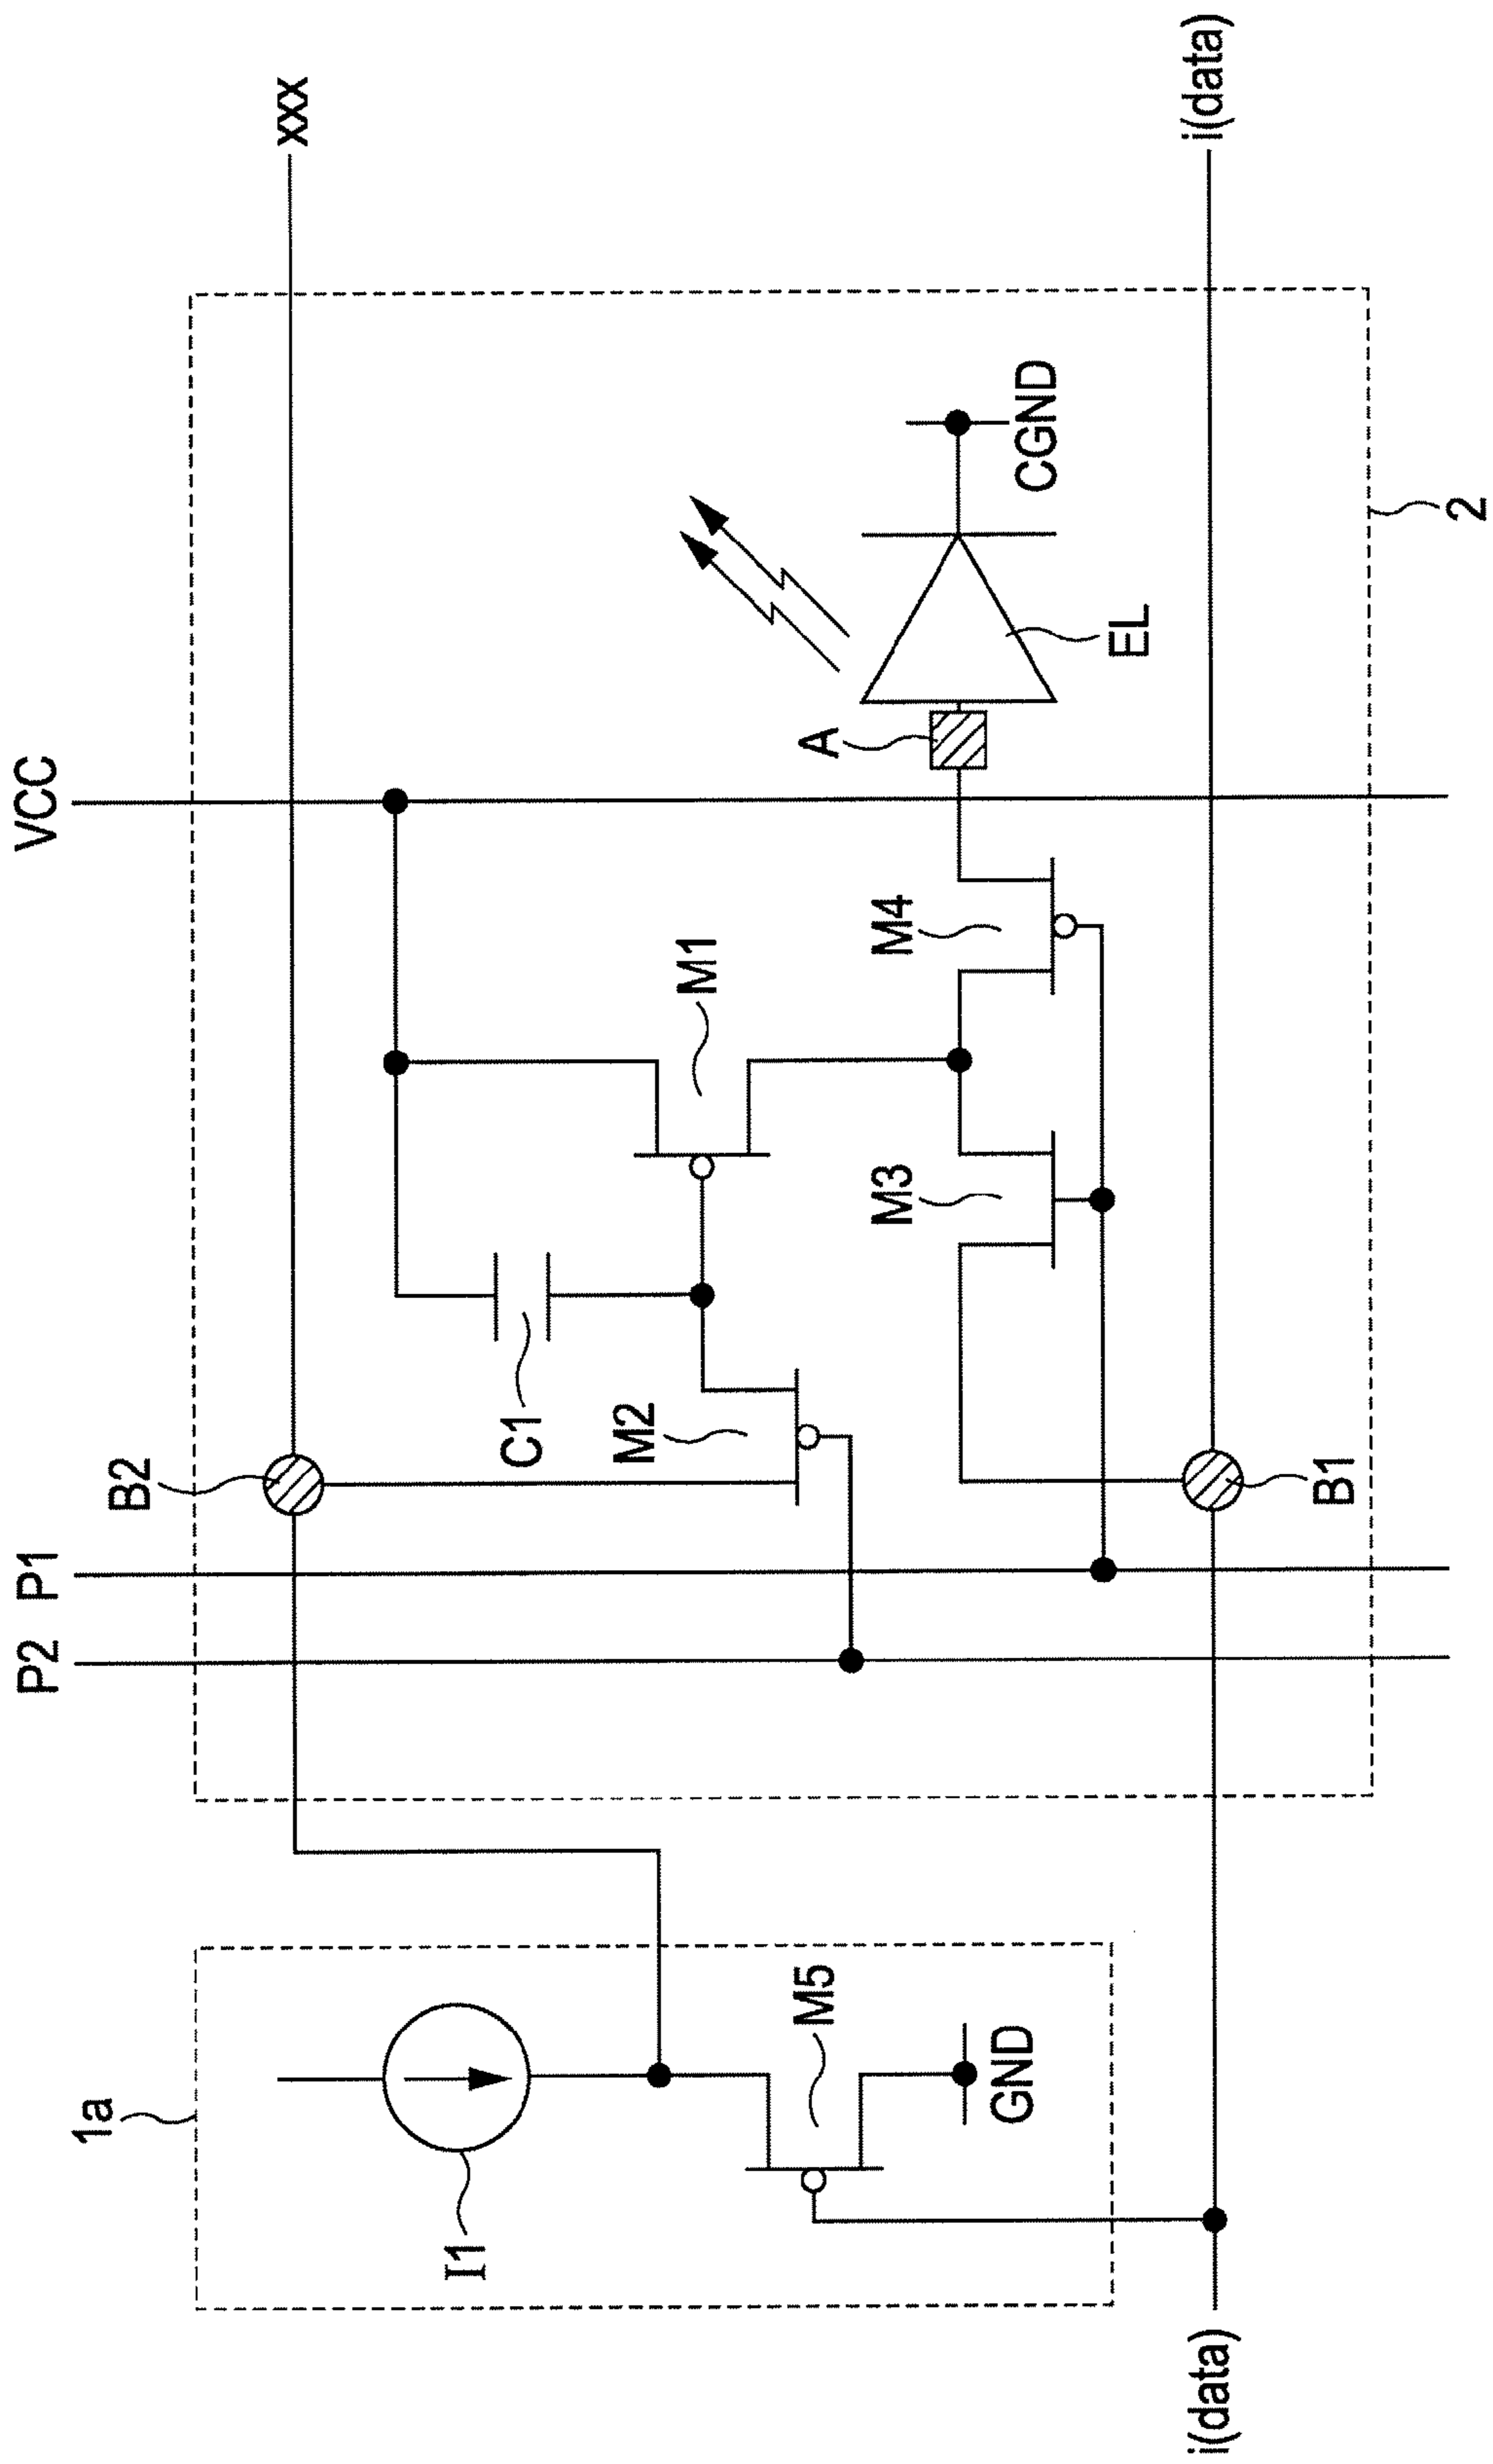 i(data)
1a
I1
M5
GND
P2
P1
VCC
B2
C1
M2
M1
M3
M4
A
EL
CGND
B1
2
xxx
i(data)